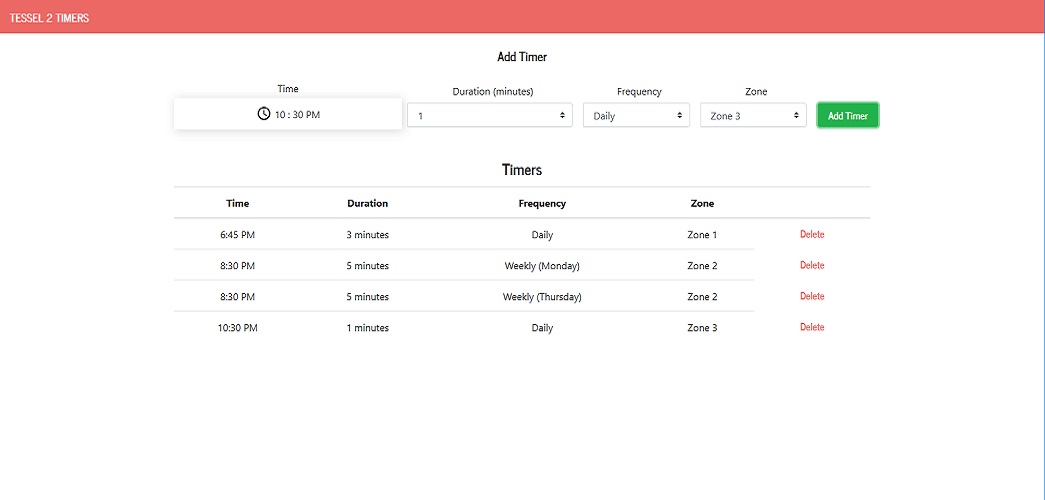 TESSEL 2 TIMERS
Add Timer
Time Duration (minutes) Frequency Zone
10 : 30 PM 1 Daily Zone 3 Add Timer
Timers
Time Duration Frequency Zone
6:45 PM 3 minutes Daily Zone 1 Delete
8:30 PM 5 minutes Weekly (Monday) Zone 2 Delete
8:30 PM 5 minutes Weekly (Thursday) Zone 2 Delete
10:30 PM 1 minutes Daily Zone 3 Delete